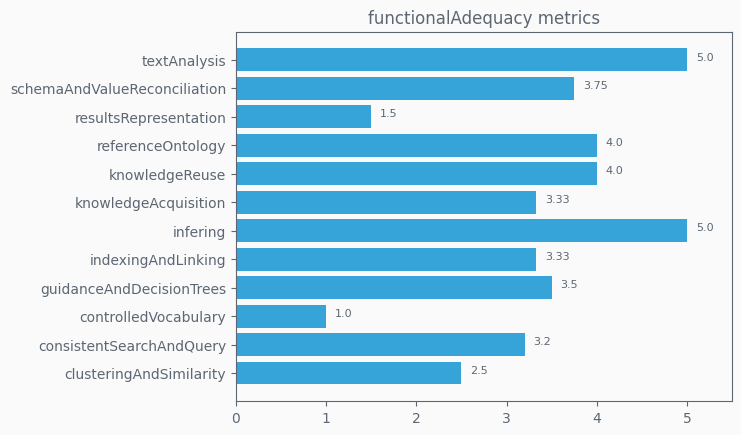 functionalAdequacy metrics
textAnalysis 5.0
schemaAndValueReconciliation 3.75
resultsRepresentation 1.5
referenceOntology 4.0
knowledgeReuse 4.0
knowledgeAcquisition 3.33
infering 5.0
indexingAndLinking 3.33
guidanceAndDecisionTrees 3.5
controlledVocabulary 1.0
consistentSearchAndQuery 3.2
clusteringAndSimilarity 2.5
0 1 2 3 4 5